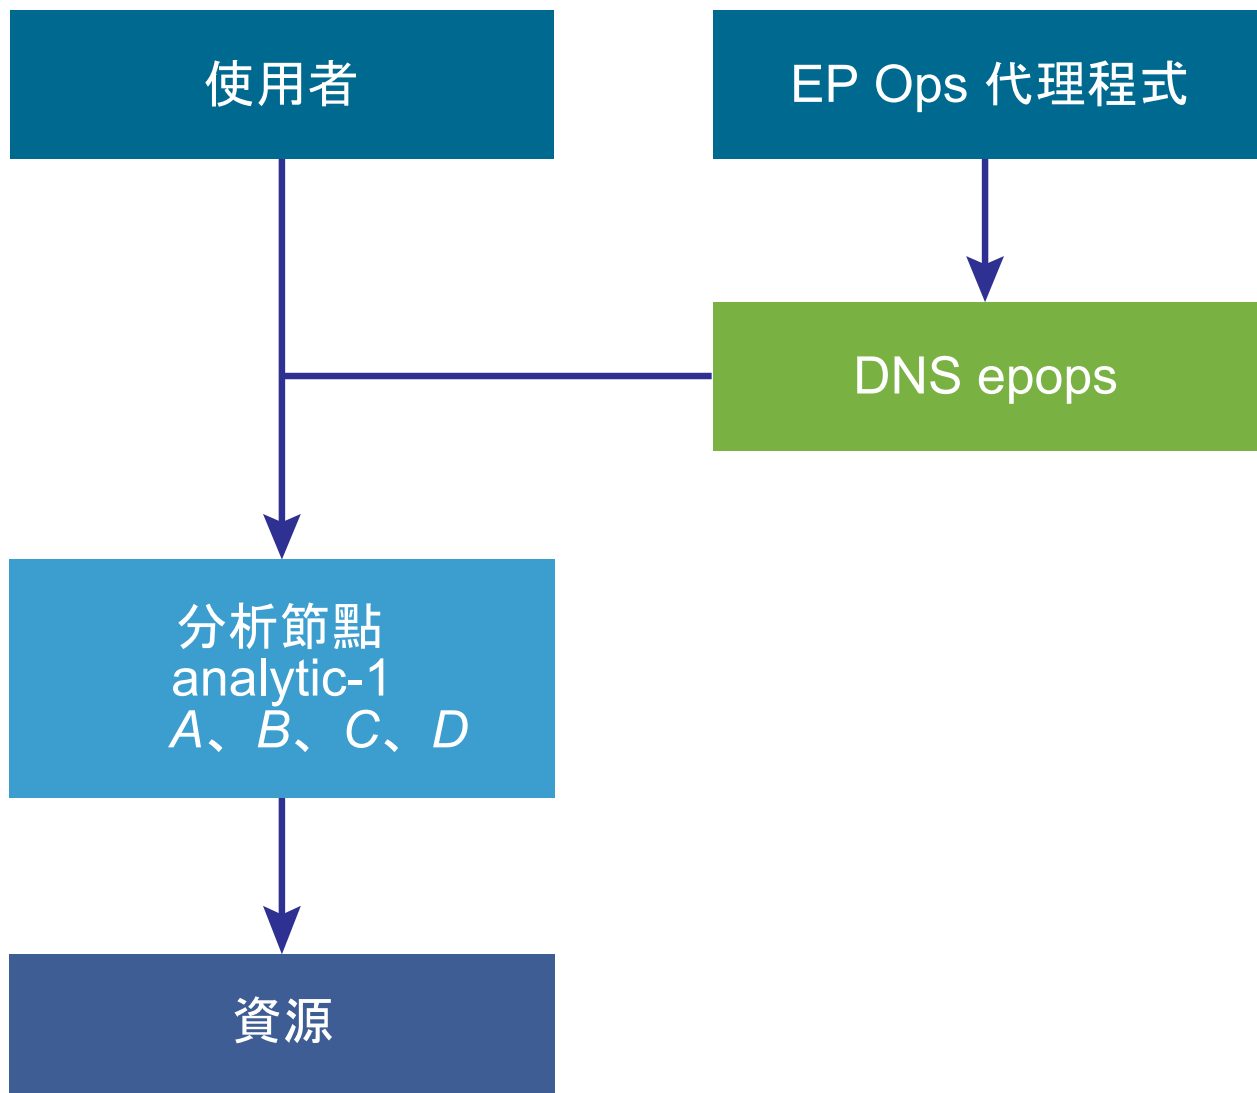 使用者
EP Ops 代理程式
DNS epops
分析節點
analytic-1
A、B、C、D
資源